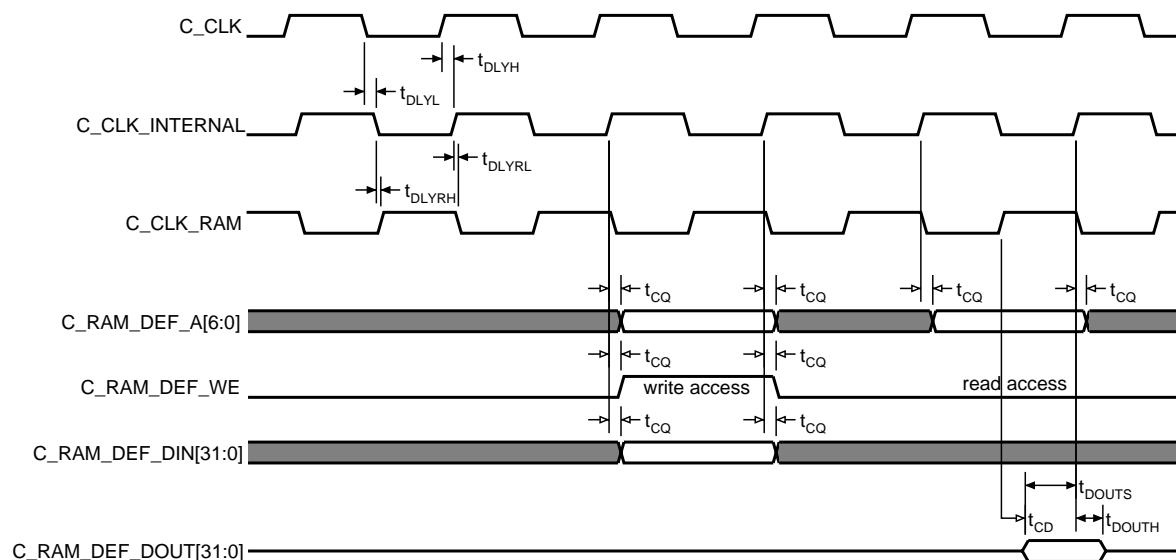 C_CLK
tDLYH
tDLYL
C_CLK_INTERNAL
tDLYRL
tDLYRH
C_CLK_RAM
tCQ tCQ tCQ tCQ
C_RAM_DEF_A[6:0]
tCQ tCQ
C_RAM_DEF_WE write access read access
tCQ tCQ
C_RAM_DEF_DIN[31:0]
tDOUTS
tCD tDOUTH
C_RAM_DEF_DOUT[31:0]